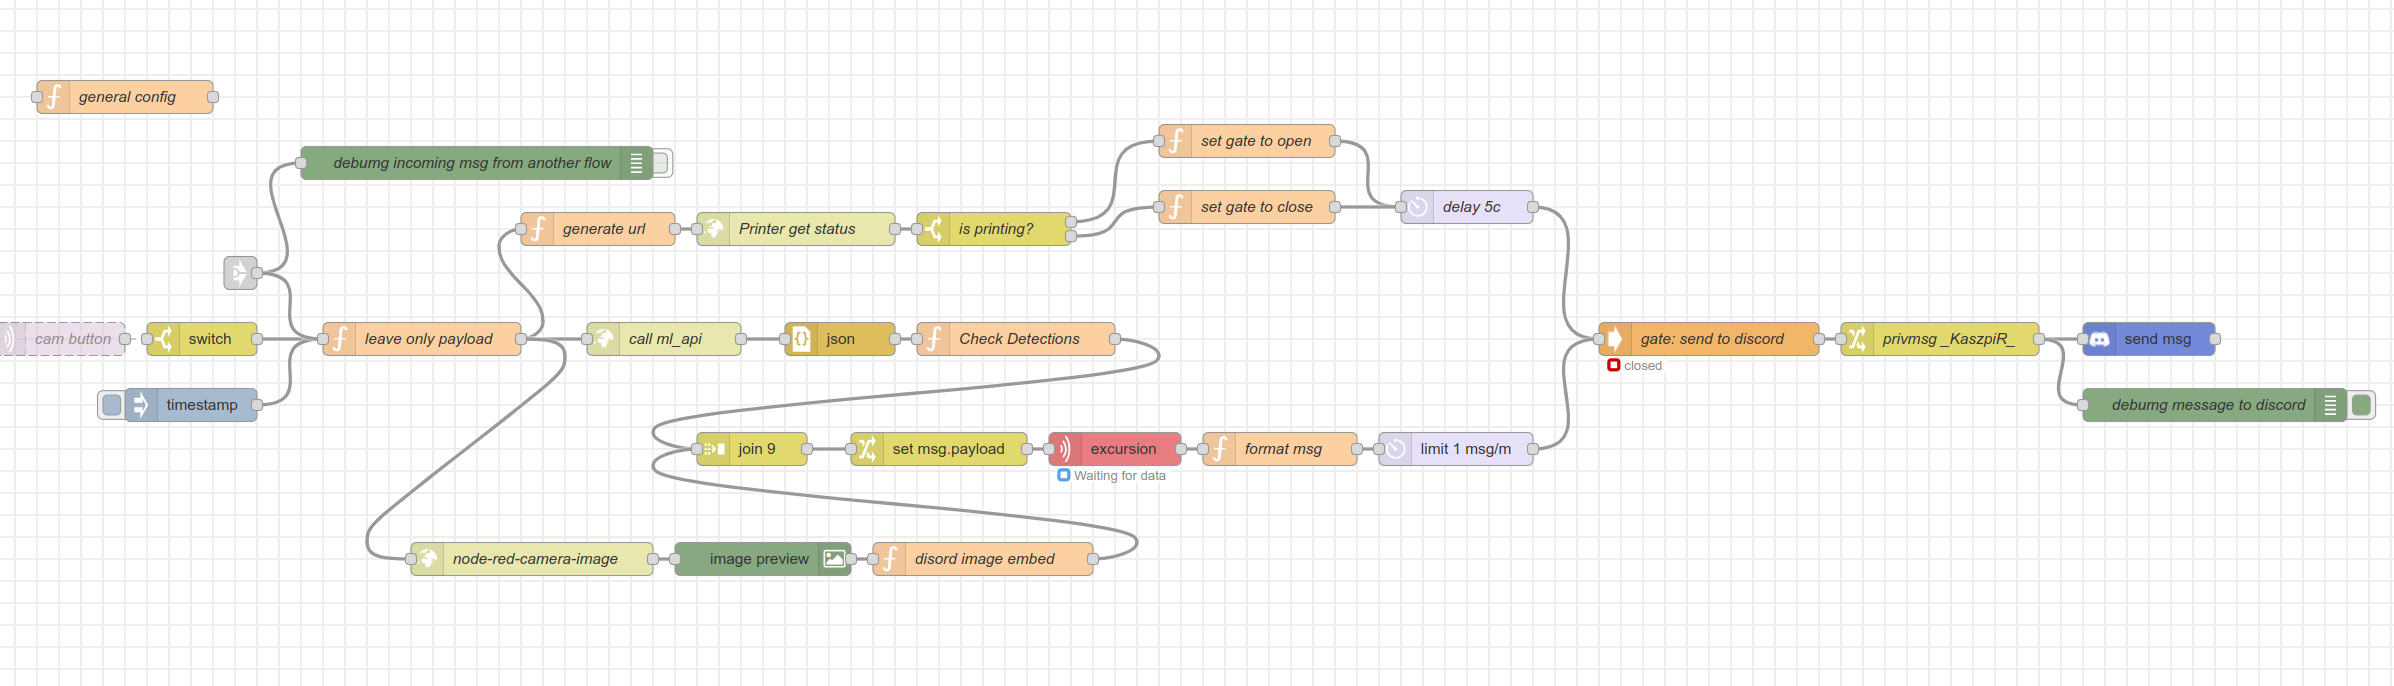 general config
debumg incoming msg from another flow
set gate to open
set gate to close
delay 5c
generate url
Printer get status
is printing?
cam button
switch
leave only payload
call ml_api
json
Check Detections
gate: send to discord
closed
privmsg _KaszpiR_
send msg
timestamp
debumg message to discord
join 9
set msg.payload
excursion
Waiting for data
format msg
limit 1 msg/m
node-red-camera-image
image preview
disord image embed